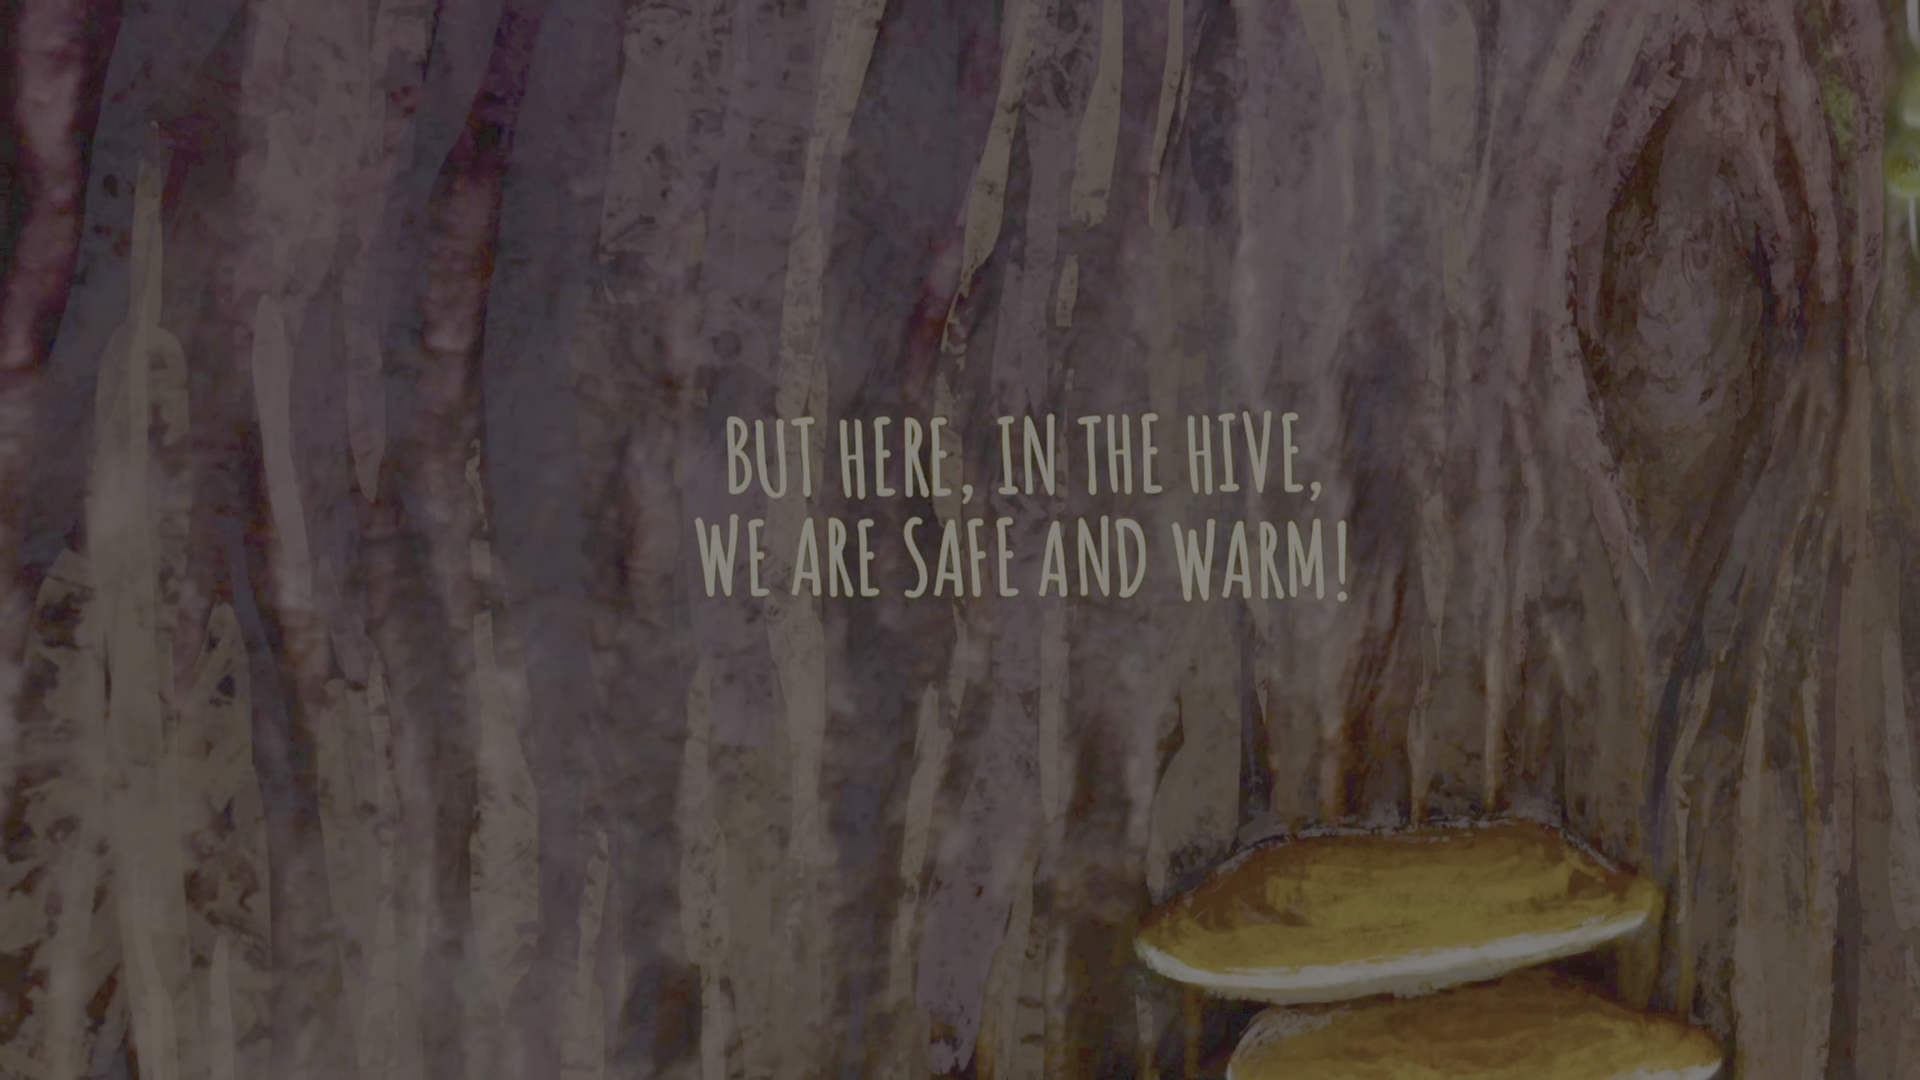 BUT HERE, IN THE HIVE,
WE ARE SAFE AND WARM!